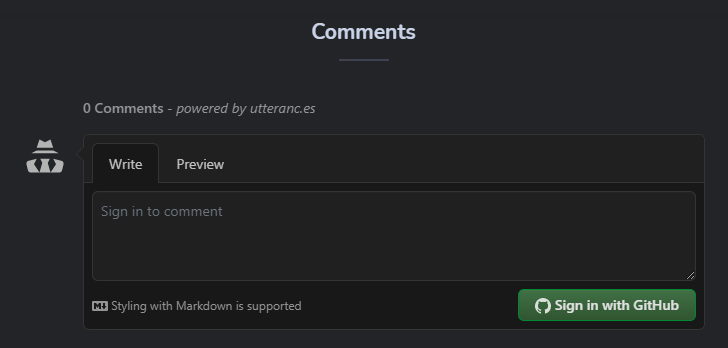 Comments
0 Comments - powered by utteranc.es
Write Preview
Sign in to comment
Styling with Markdown is supported
Sign in with GitHub